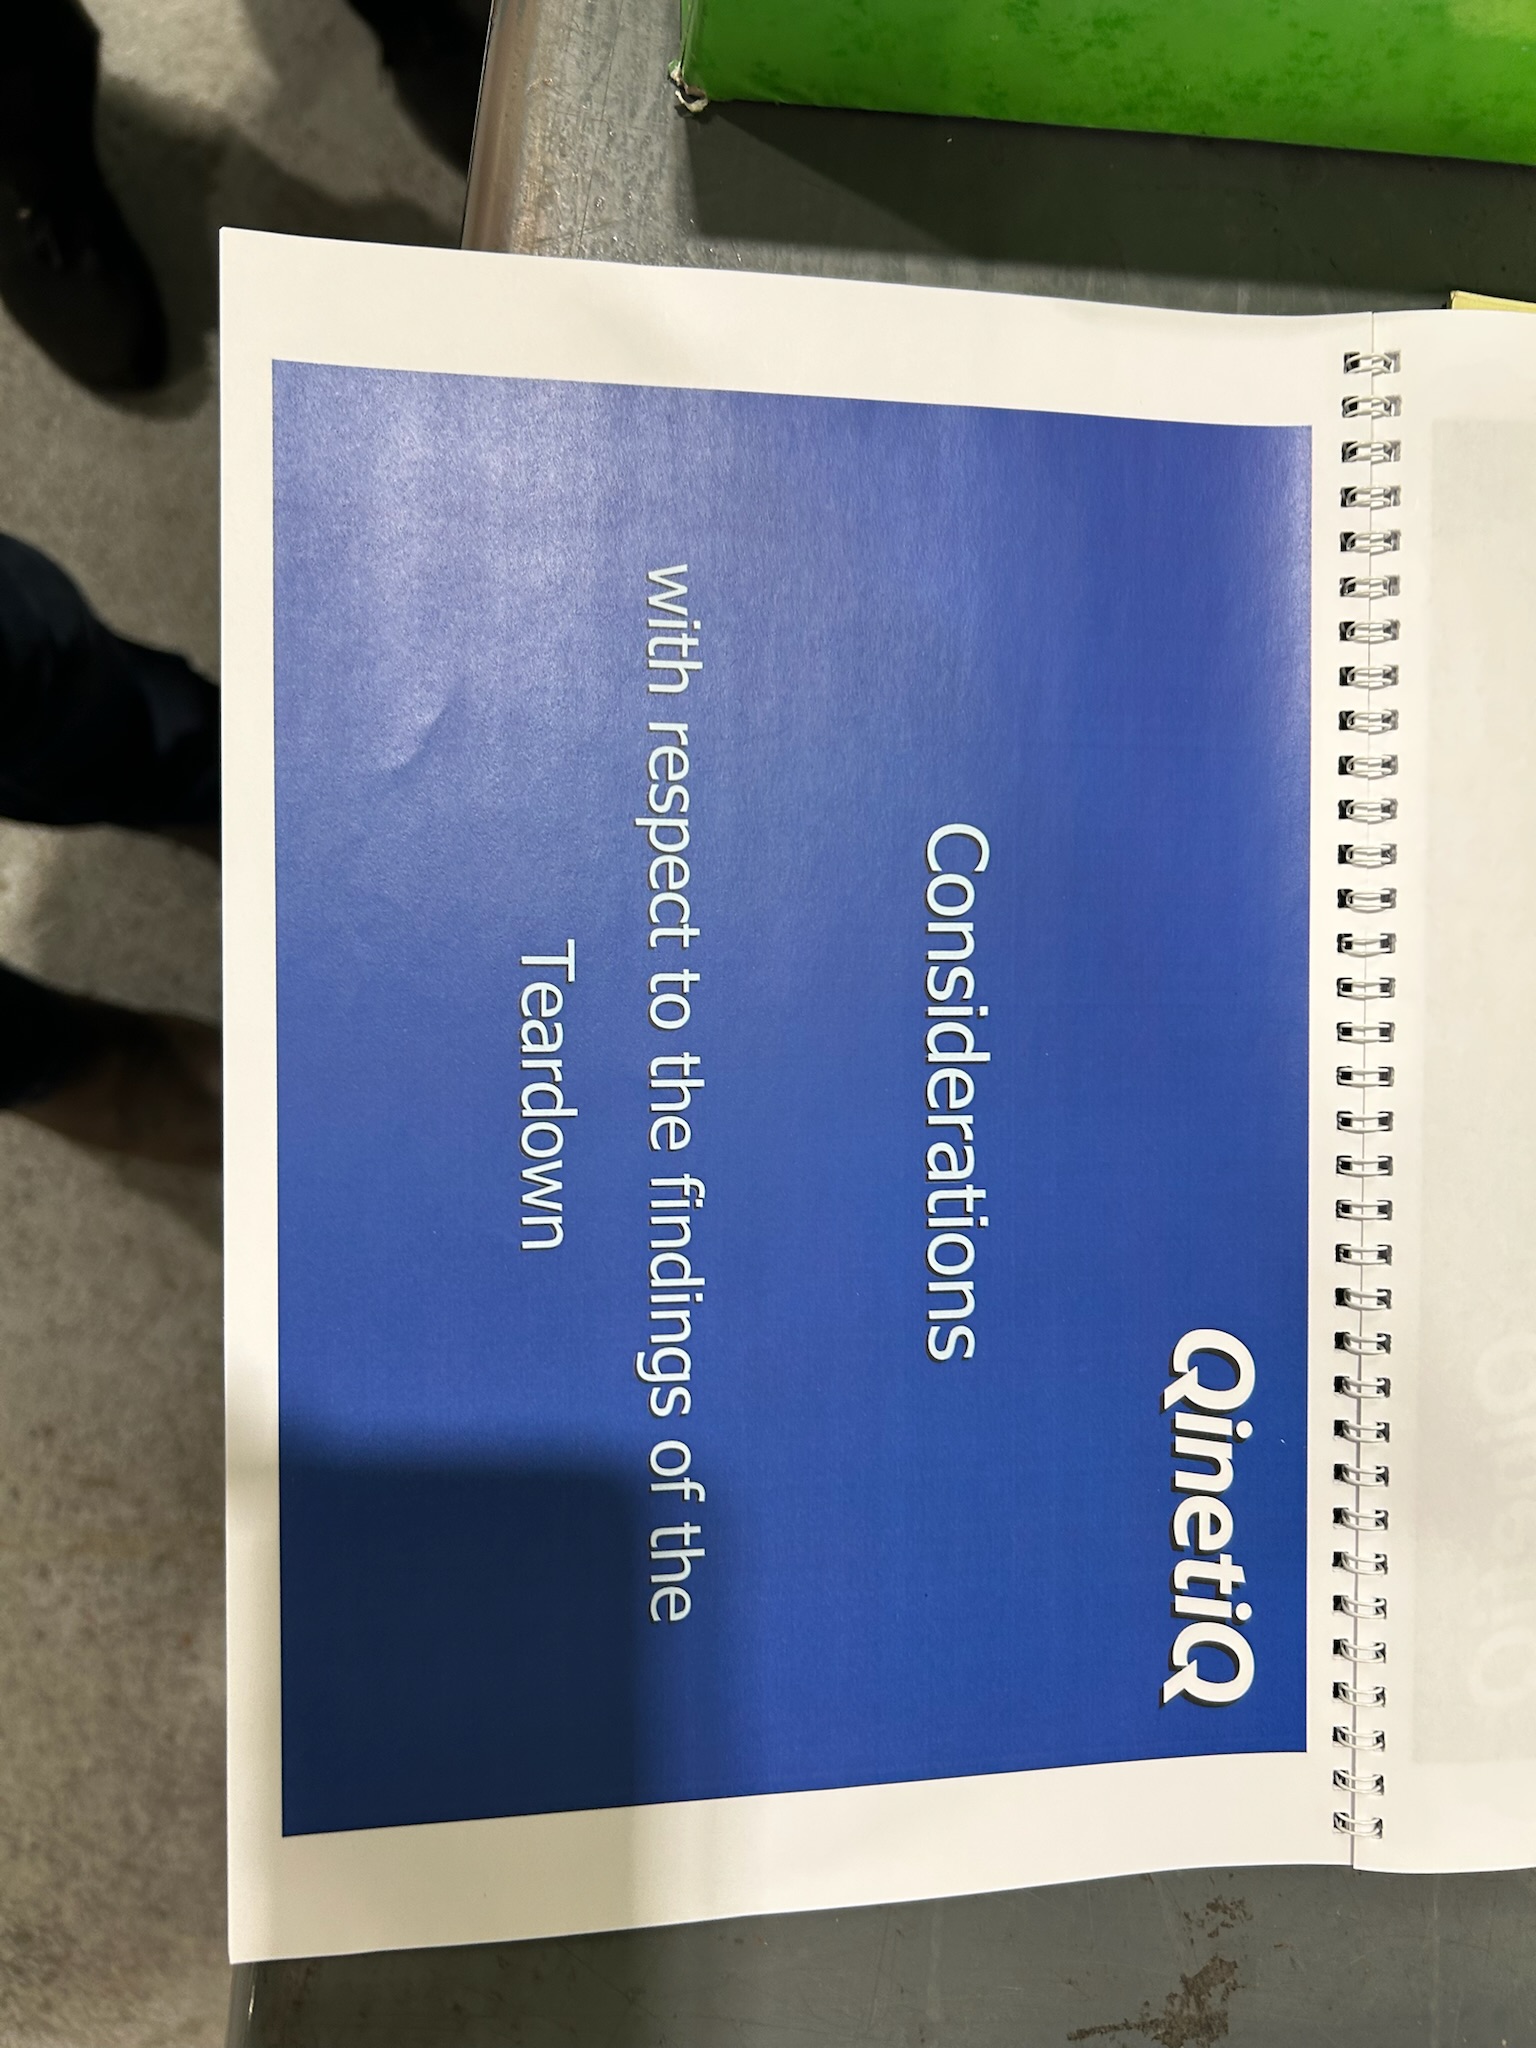 QinetiQ
Considerations
with respect to the findings of the
Teardown